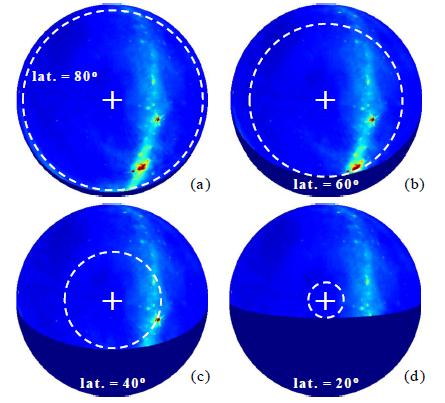 lat. = 80°
(a)
lat. = 60°
(b)
lat. = 40°
(c)
lat. = 20°
(d)